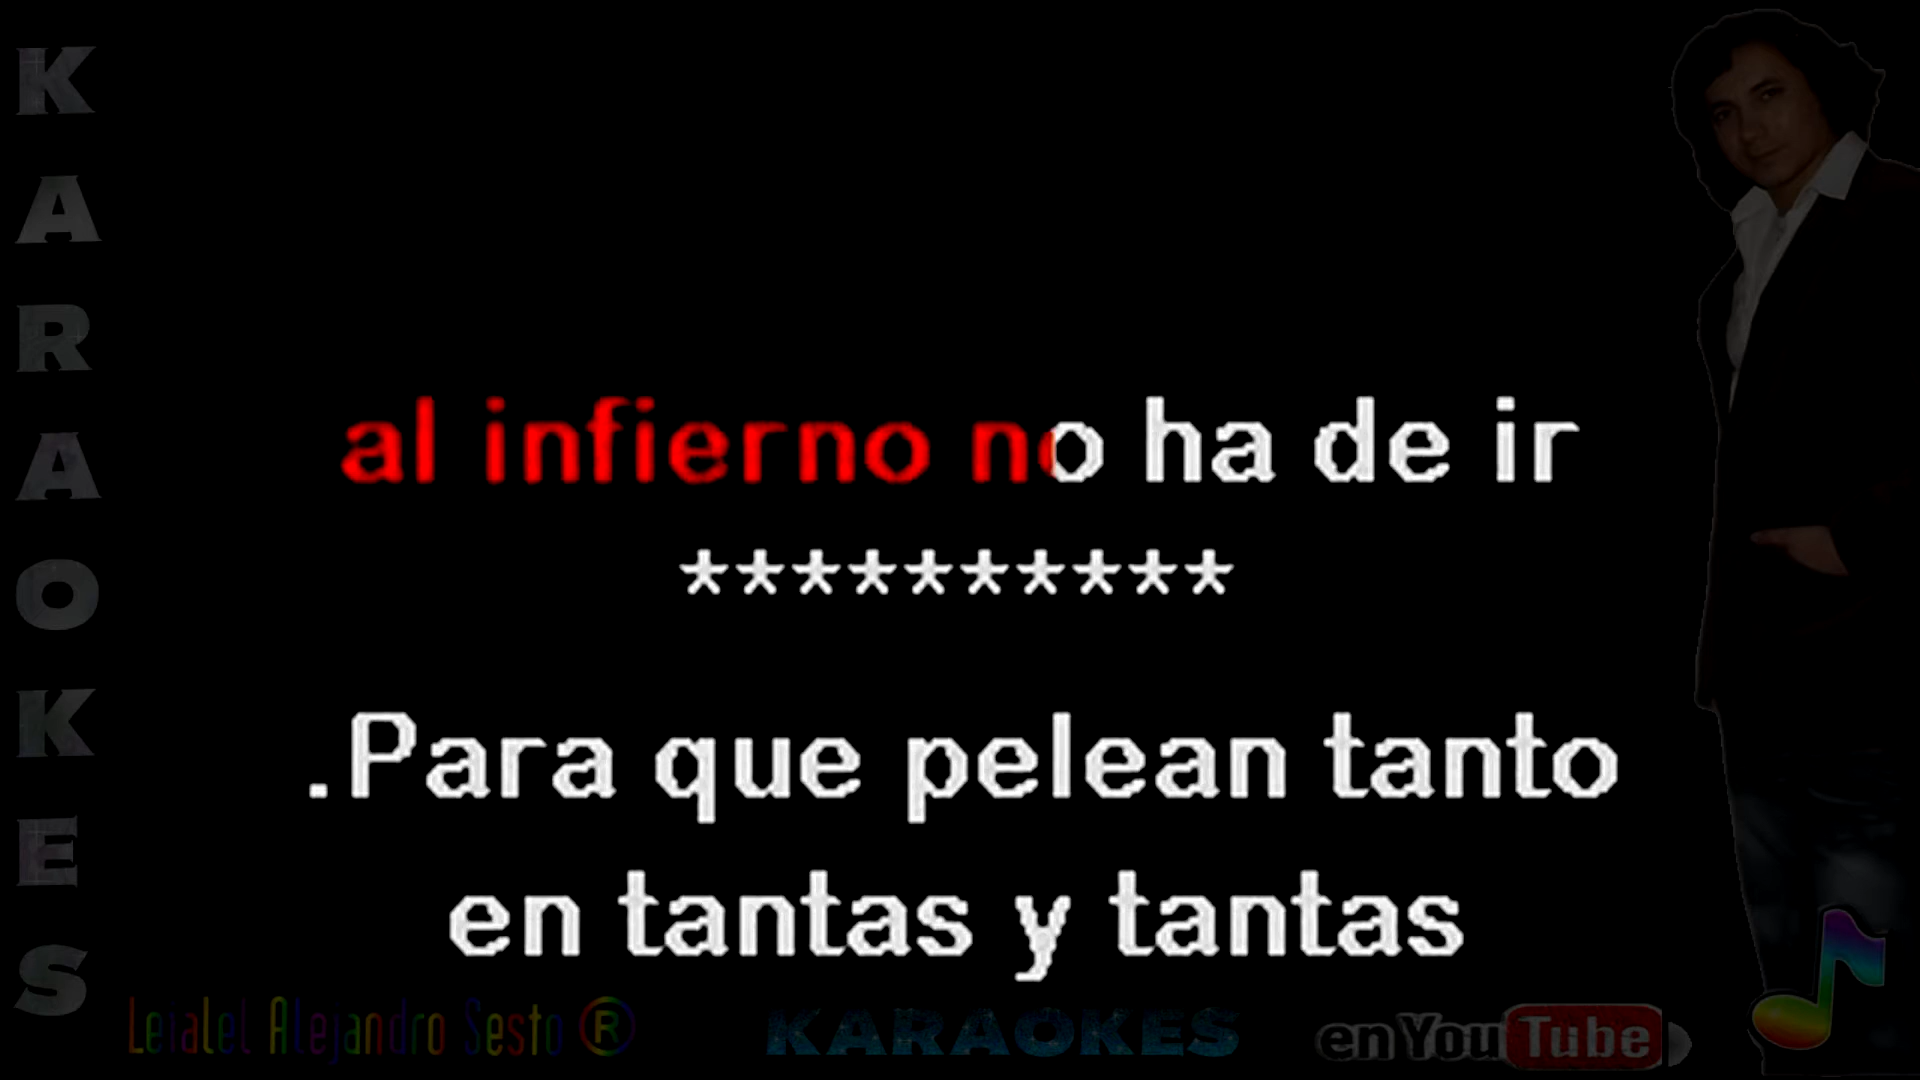 KARAOKES
al infierno no ha de ir
**********
.Para que pelean tanto
en tantas y tantas
Leialel Alejandro Sesto ®
KARAOKES
en YouTube